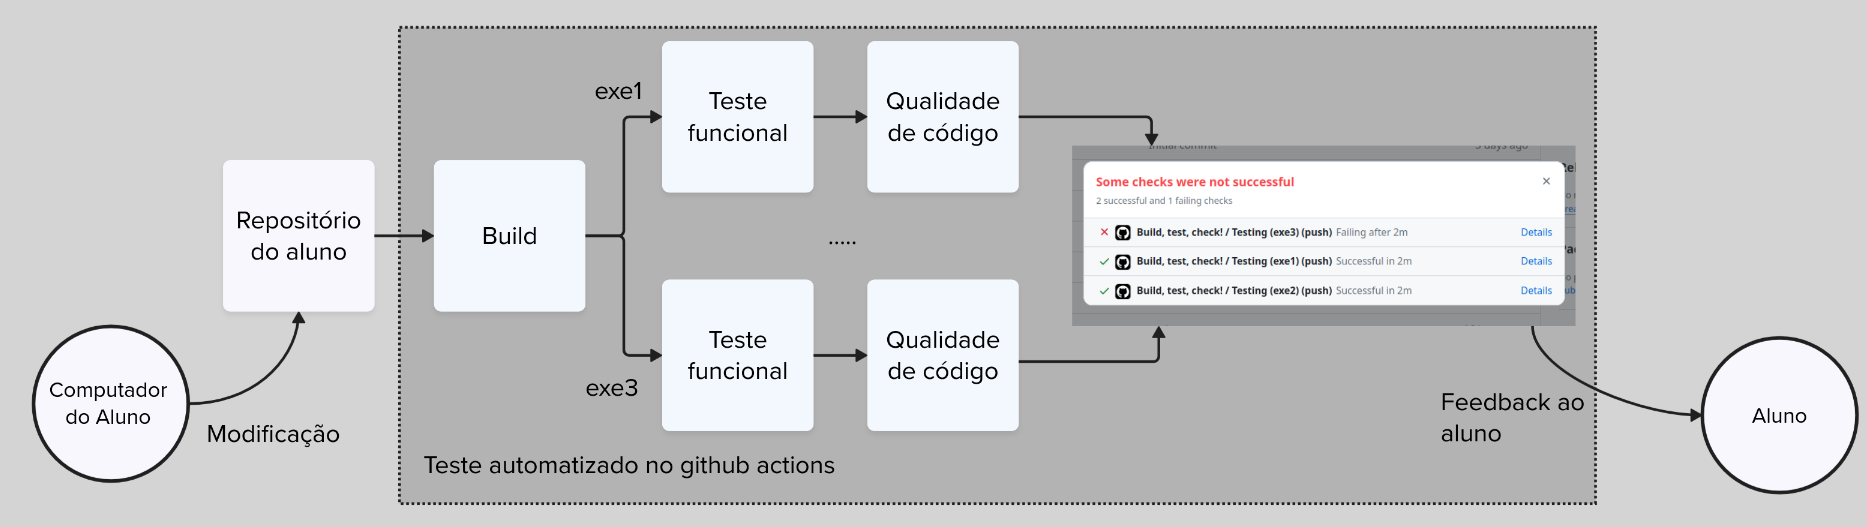 Computador
do Aluno
Modificação
Repositório
do aluno
Build
exe1
Teste
funcional
Qualidade
de código
.....
exe3
Teste
funcional
Qualidade
de código
Teste automatizado no github actions
Initial commit
5 days ago
Some checks were not successful
2 successful and 1 failing checks
Build, test, check! / Testing (exe3) (push) Failing after 2m Details
Build, test, check! / Testing (exe1) (push) Successful in 2m Details
Build, test, check! / Testing (exe2) (push) Successful in 2m Details
Feedback ao
aluno
Aluno